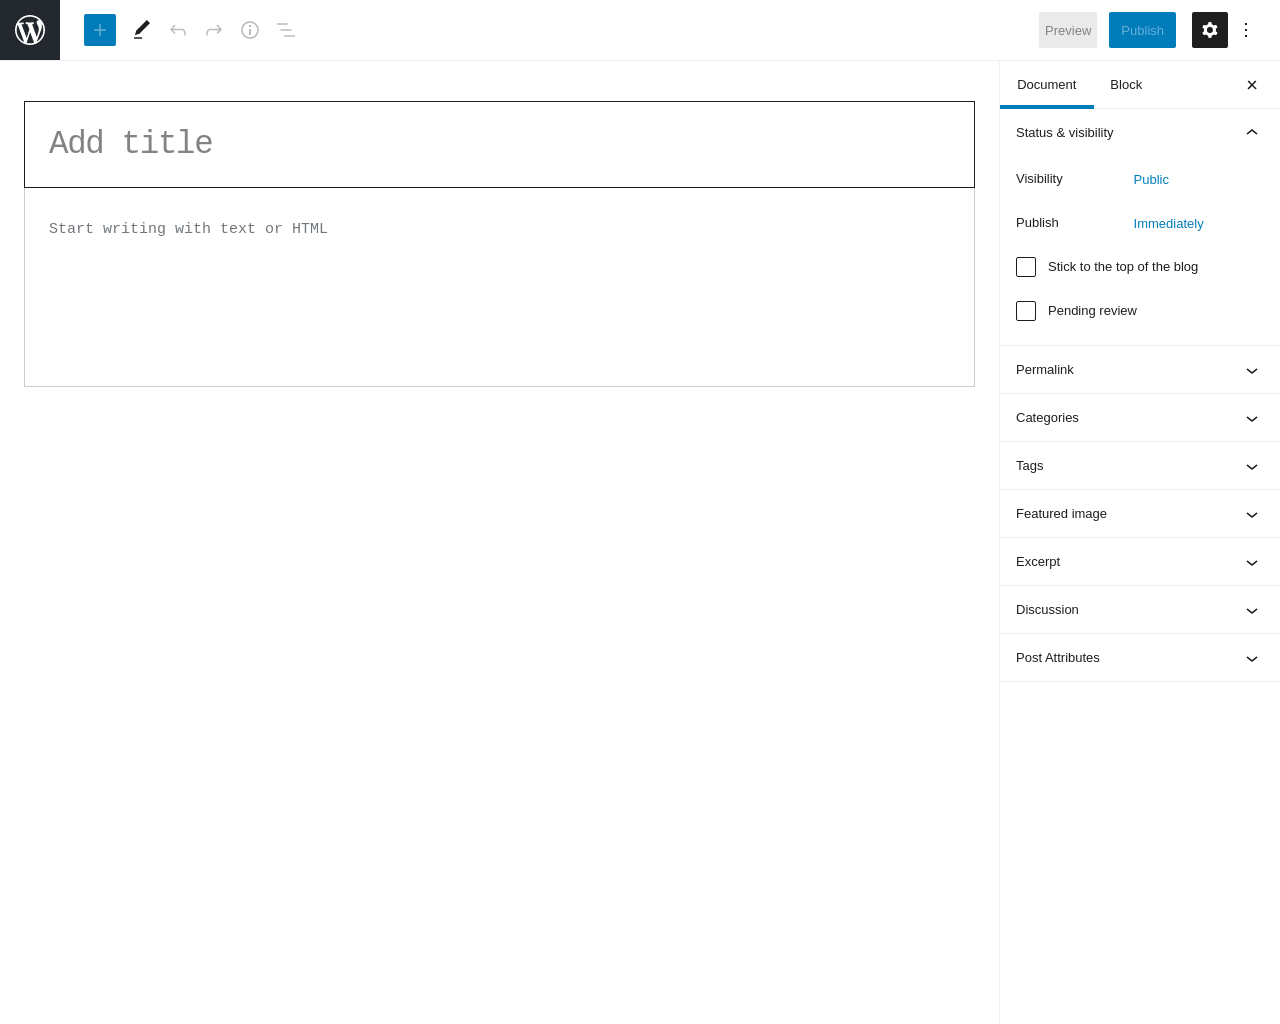 Preview
Publish
Document
Block
Add title
Status & visibility
Visibility
Public
Start writing with text or HTML
Publish
Immediately
Stick to the top of the blog
Pending review
Permalink
Categories
Tags
Featured image
Excerpt
Discussion
Post Attributes